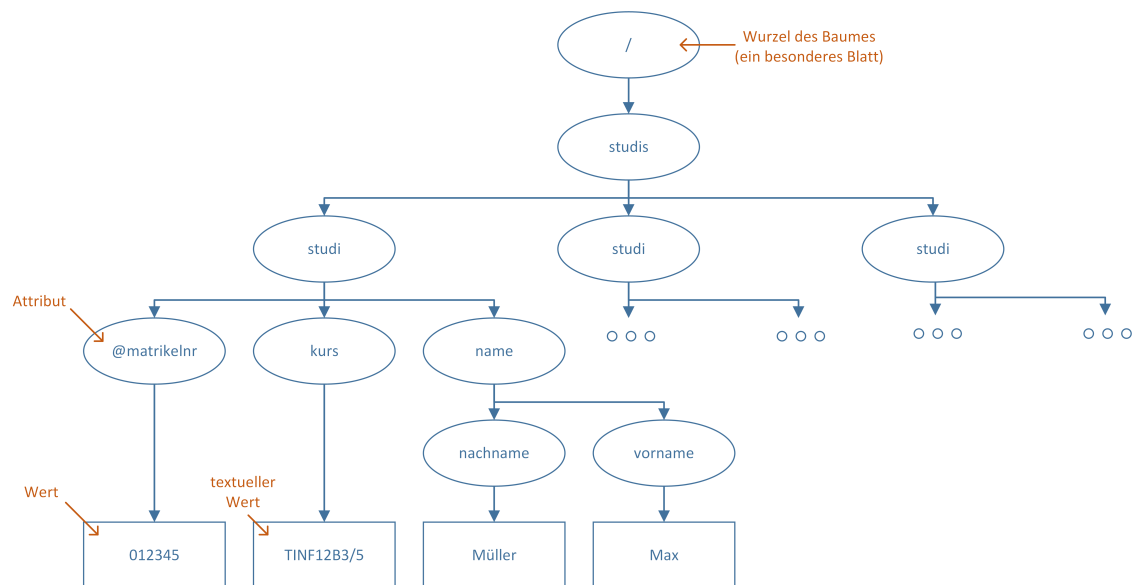 /
Wurzel des Baumes
(ein besonderes Blatt)
studis
studi
studi
studi
Attribut
@matrikelnr
kurs
name
nachname
vorname
Wert
textueller
Wert
012345
TINF12B3/5
Müller
Max